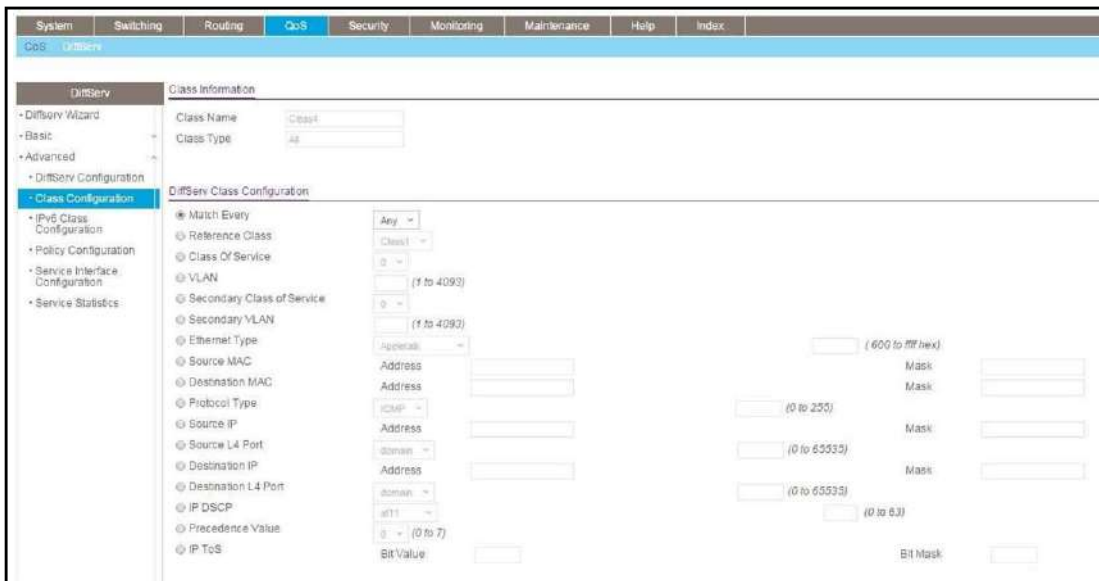 System Switching Routing QoS Security Monitoring Maintenance Help Index
CoS DiffServ
DiffServ
Diffserv Wizard
Basic
Advanced
DiffServ Configuration
Class Configuration
IPv6 Class
Configuration
Policy Configuration
Service Interface
Configuration
Service Statistics
Class Information
Class Name Class4
Class Type All
DiffServ Class Configuration
Match Every Any
Reference Class Class1
Class Of Service 0
VLAN (1 to 4093)
Secondary Class of Service 0
Secondary VLAN (1 to 4093)
Ethernet Type Appletalk (600 to ffff hex)
Source MAC Address Mask
Destination MAC Address Mask
Protocol Type ICMP (0 to 255)
Source IP Address Mask
Source L4 Port domain (0 to 65535)
Destination IP Address Mask
Destination L4 Port domain (0 to 65535)
IP DSCP af11 (0 to 63)
Precedence Value 0 (0 to 7)
IP ToS Bit Value Bit Mask